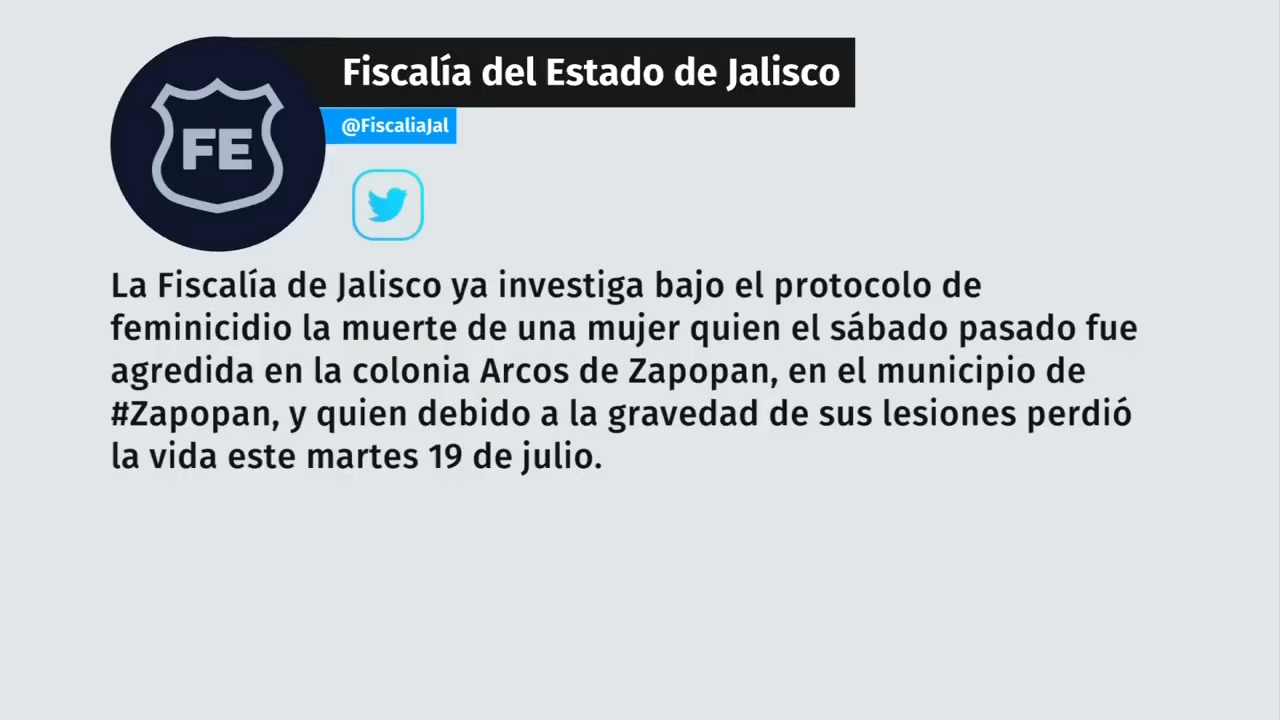 Fiscalía del Estado de Jalisco
@FiscaliaJal
FE
La Fiscalía de Jalisco ya investiga bajo el protocolo de
feminicidio la muerte de una mujer quien el sábado pasado fue
agredida en la colonia Arcos de Zapopan, en el municipio de
#Zapopan, y quien debido a la gravedad de sus lesiones perdió
la vida este martes 19 de julio.